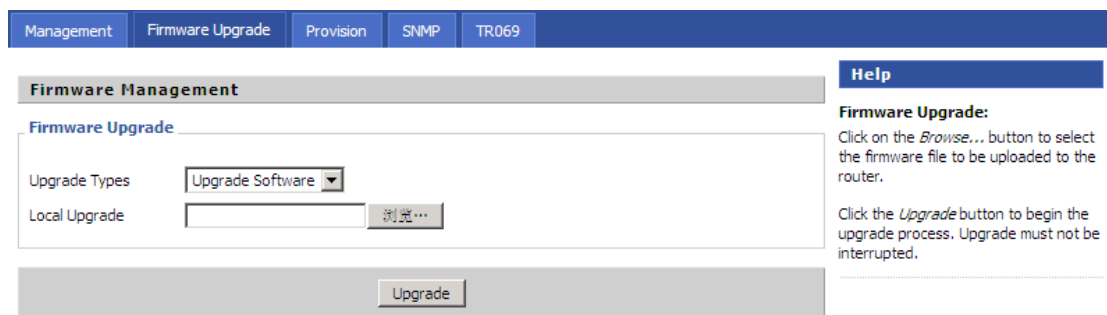 Management Firmware Upgrade Provision SNMP TR069
Firmware Management
Firmware Upgrade
Upgrade Types Upgrade Software
Local Upgrade 浏览…
Upgrade
Help
Firmware Upgrade:
Click on the Browse... button to select
the firmware file to be uploaded to the
router.
Click the Upgrade button to begin the
upgrade process. Upgrade must not be
interrupted.